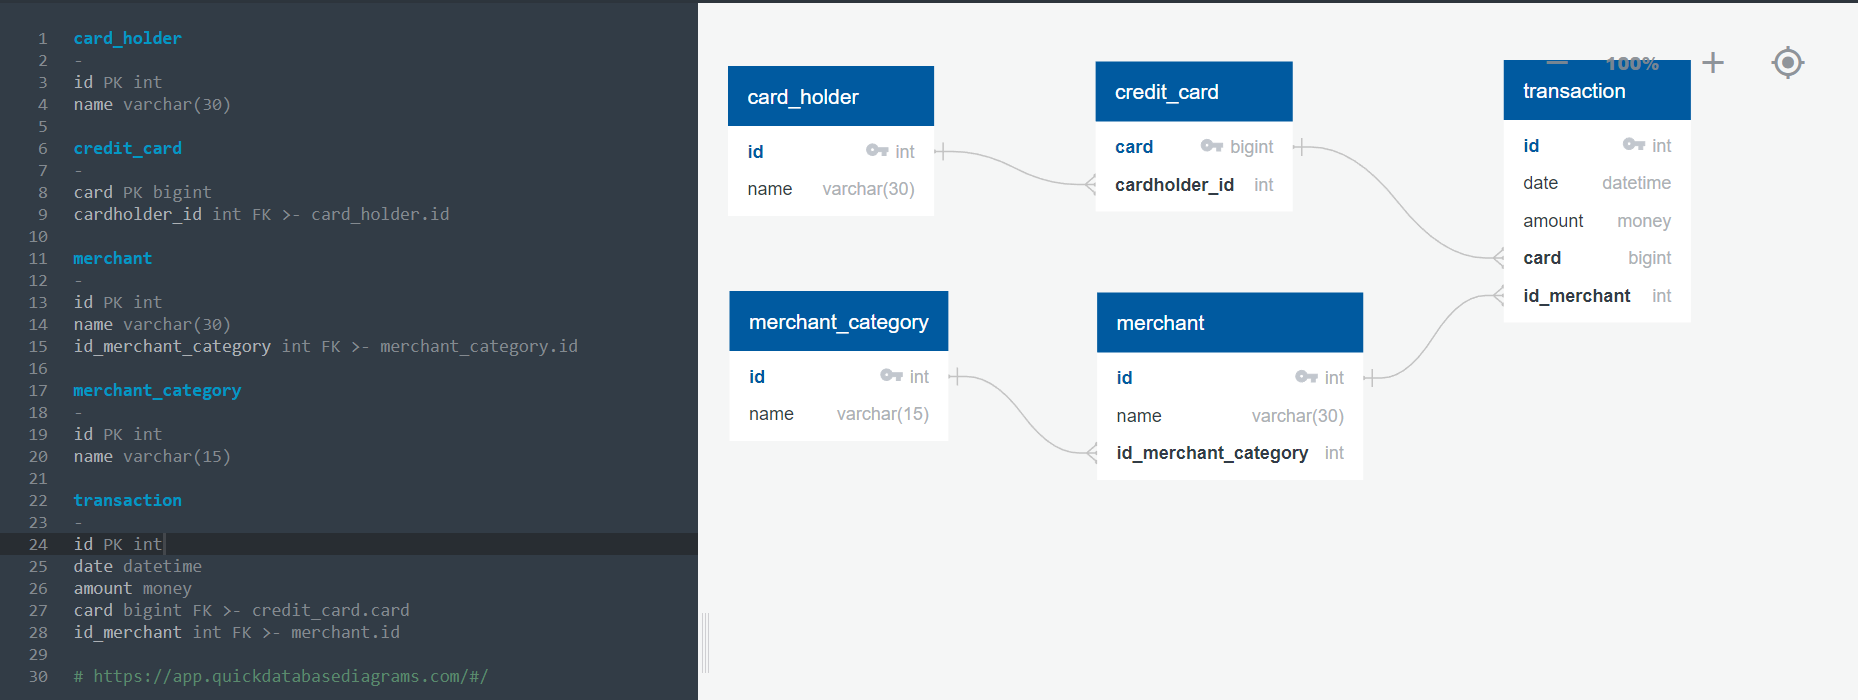 1 card_holder
2 -
3 id PK int
4 name varchar(30)
5
6 credit_card
7 -
8 card PK bigint
9 cardholder_id int FK >- card_holder.id
10
11 merchant
12 -
13 id PK int
14 name varchar(30)
15 id_merchant_category int FK >- merchant_category.id
16
17 merchant_category
18 -
19 id PK int
20 name varchar(15)
21
22 transaction
23 -
24 id PK int
25 date datetime
26 amount money
27 card bigint FK >- credit_card.card
28 id_merchant int FK >- merchant.id
29
30 # https://app.quickdatabasediagrams.com/#/
100%
card_holder
id int
name varchar(30)
credit_card
card bigint
cardholder_id int
transaction
id int
date datetime
amount money
card bigint
id_merchant int
merchant_category
id int
name varchar(15)
merchant
id int
name varchar(30)
id_merchant_category int